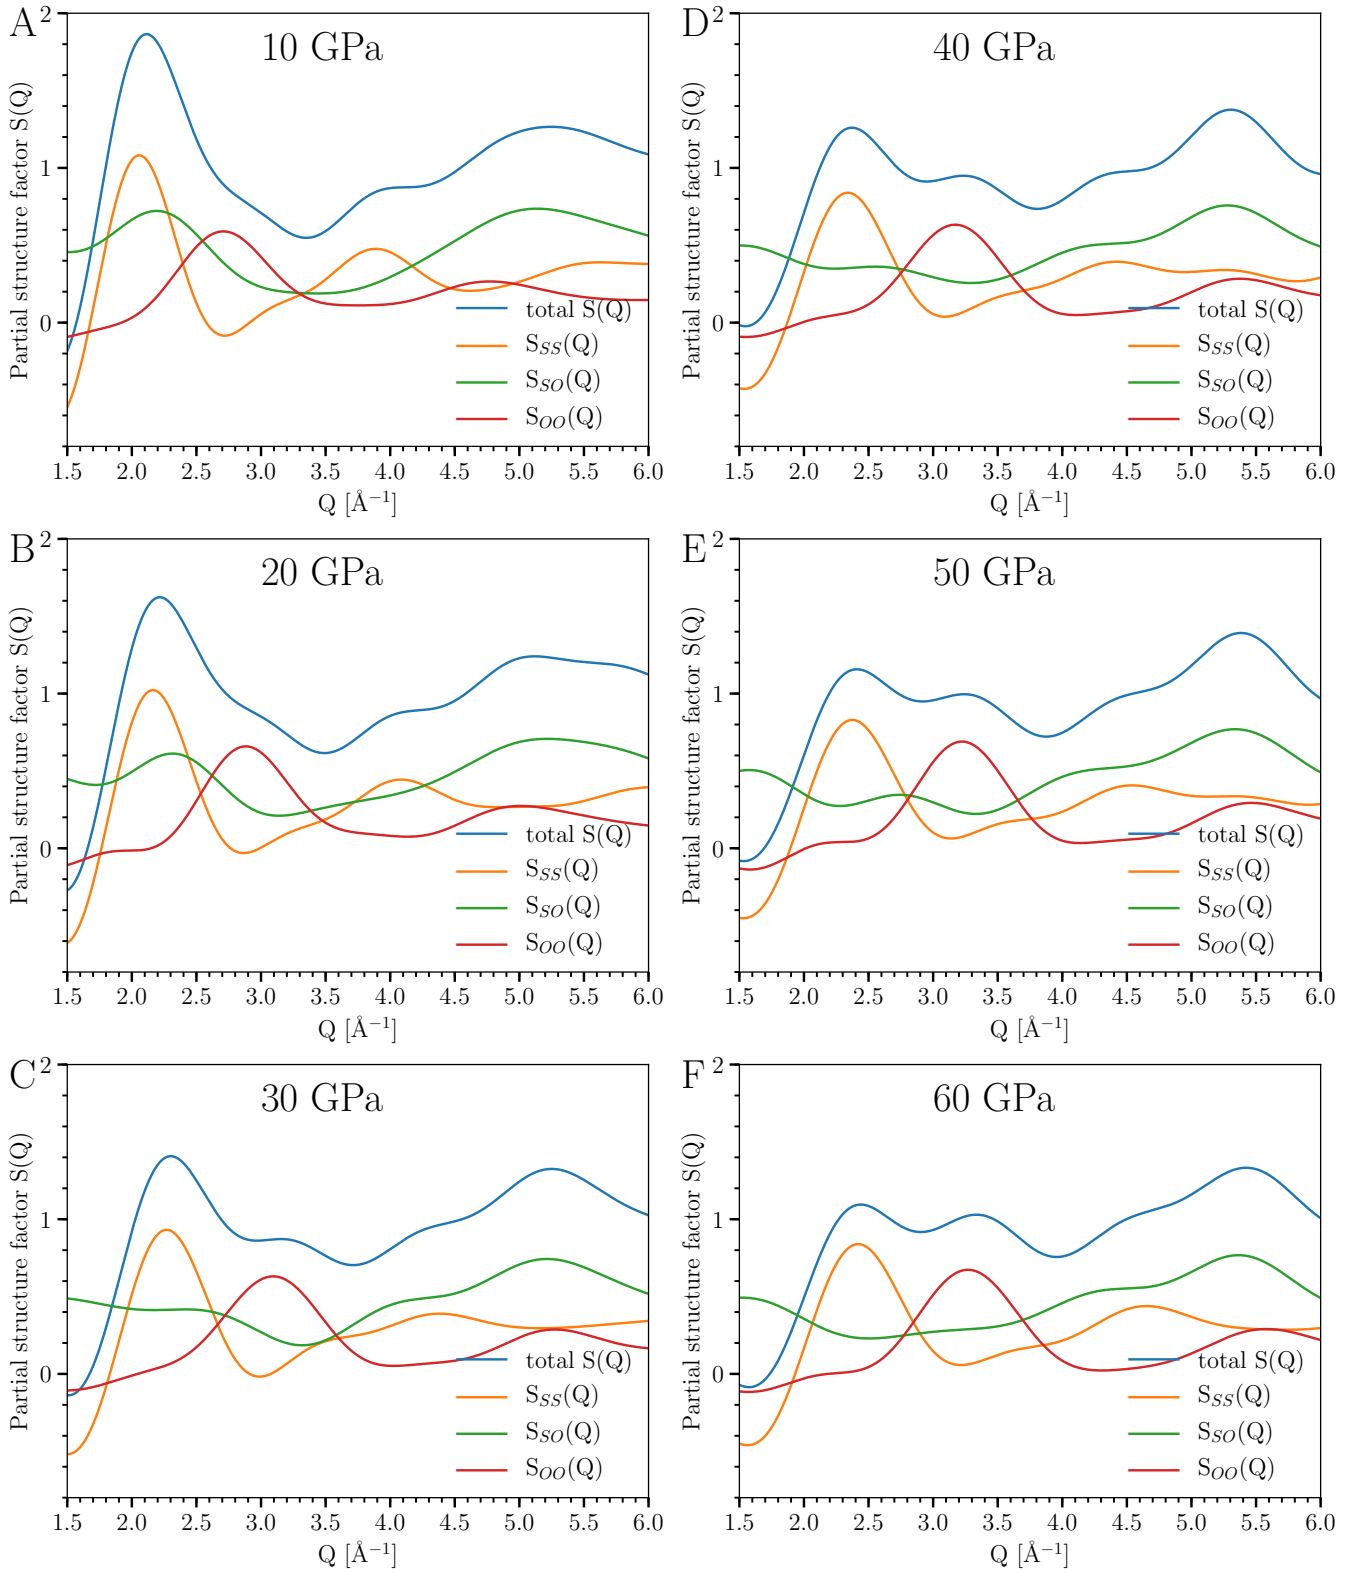 A
10 GPa
Partial structure factor S(Q)
2
1
0
total S(Q)
S_SS(Q)
S_SO(Q)
S_OO(Q)
1.5 2.0 2.5 3.0 3.5 4.0 4.5 5.0 5.5 6.0
Q [Å⁻¹]
D
40 GPa
Partial structure factor S(Q)
2
1
0
total S(Q)
S_SS(Q)
S_SO(Q)
S_OO(Q)
1.5 2.0 2.5 3.0 3.5 4.0 4.5 5.0 5.5 6.0
Q [Å⁻¹]
B
20 GPa
Partial structure factor S(Q)
2
1
0
total S(Q)
S_SS(Q)
S_SO(Q)
S_OO(Q)
1.5 2.0 2.5 3.0 3.5 4.0 4.5 5.0 5.5 6.0
Q [Å⁻¹]
E
50 GPa
Partial structure factor S(Q)
2
1
0
total S(Q)
S_SS(Q)
S_SO(Q)
S_OO(Q)
1.5 2.0 2.5 3.0 3.5 4.0 4.5 5.0 5.5 6.0
Q [Å⁻¹]
C
30 GPa
Partial structure factor S(Q)
2
1
0
total S(Q)
S_SS(Q)
S_SO(Q)
S_OO(Q)
1.5 2.0 2.5 3.0 3.5 4.0 4.5 5.0 5.5 6.0
Q [Å⁻¹]
F
60 GPa
Partial structure factor S(Q)
2
1
0
total S(Q)
S_SS(Q)
S_SO(Q)
S_OO(Q)
1.5 2.0 2.5 3.0 3.5 4.0 4.5 5.0 5.5 6.0
Q [Å⁻¹]